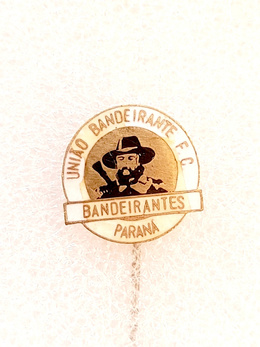 UNIÃO BANDEIRANTE F C
BANDEIRANTES
PARANÁ